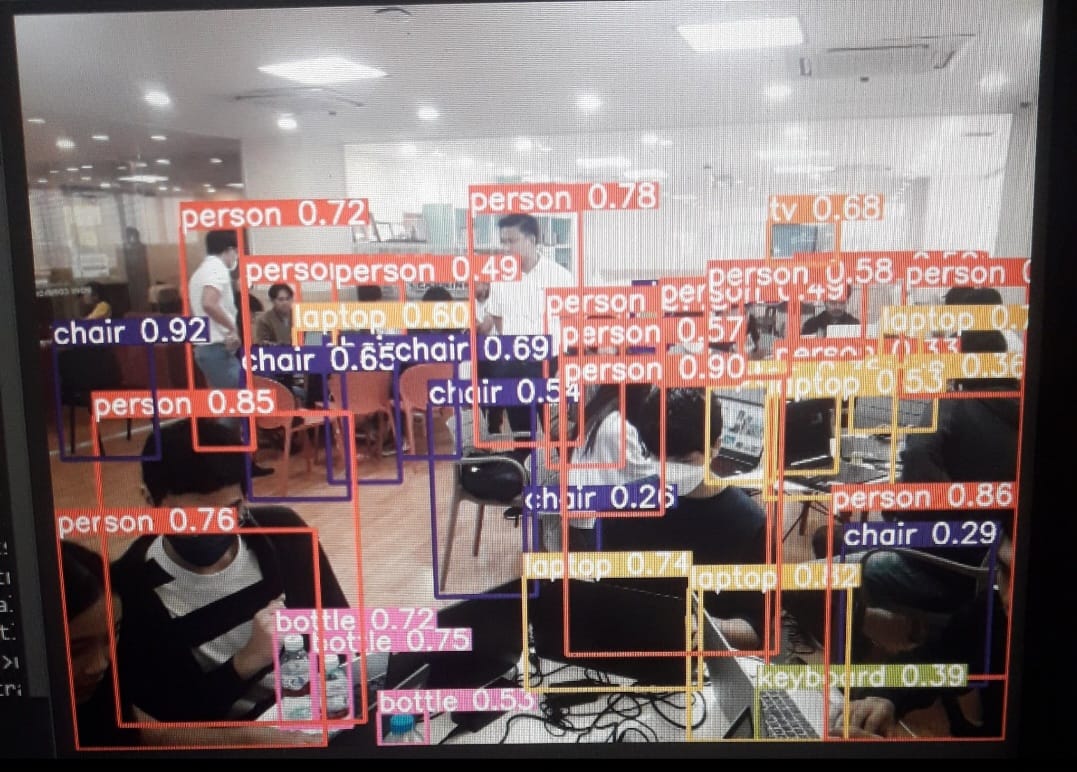 person 0.72
person 0.78
tv 0.68
person 0.49
person 0.58
person
laptop 0.60
person
chair 0.92
chair 0.65
chair 0.69
person 0.57
chair 0.54
person 0.90
laptop 0.53
0.36
person 0.85
person 0.76
chair 0.26
person 0.86
chair 0.29
laptop 0.74
laptop 0.82
bottle 0.72
bottle 0.75
keyboard 0.39
bottle 0.53